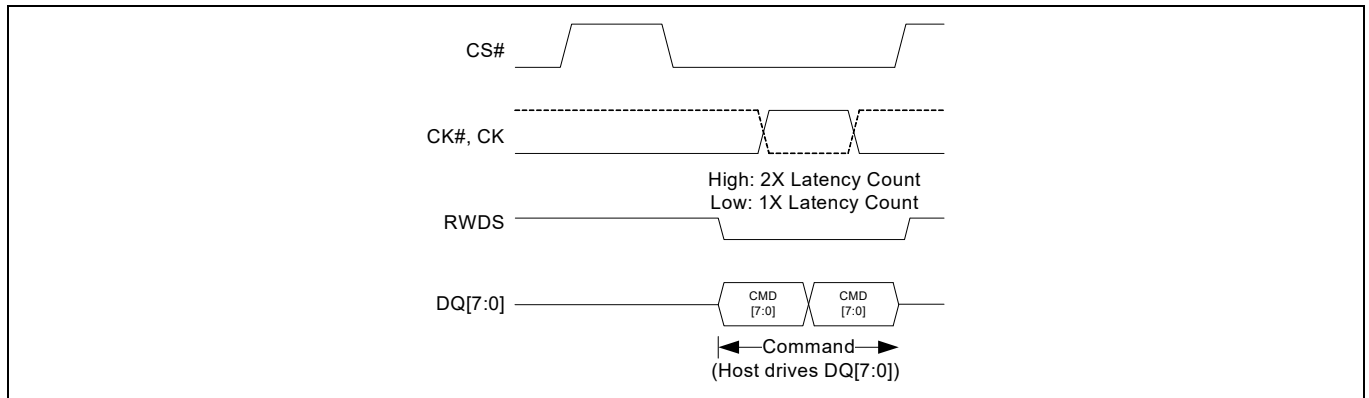 CS#
CK#, CK
High: 2X Latency Count
Low: 1X Latency Count
RWDS
DQ[7:0]
CMD
[7:0]
CMD
[7:0]
Command
(Host drives DQ[7:0])